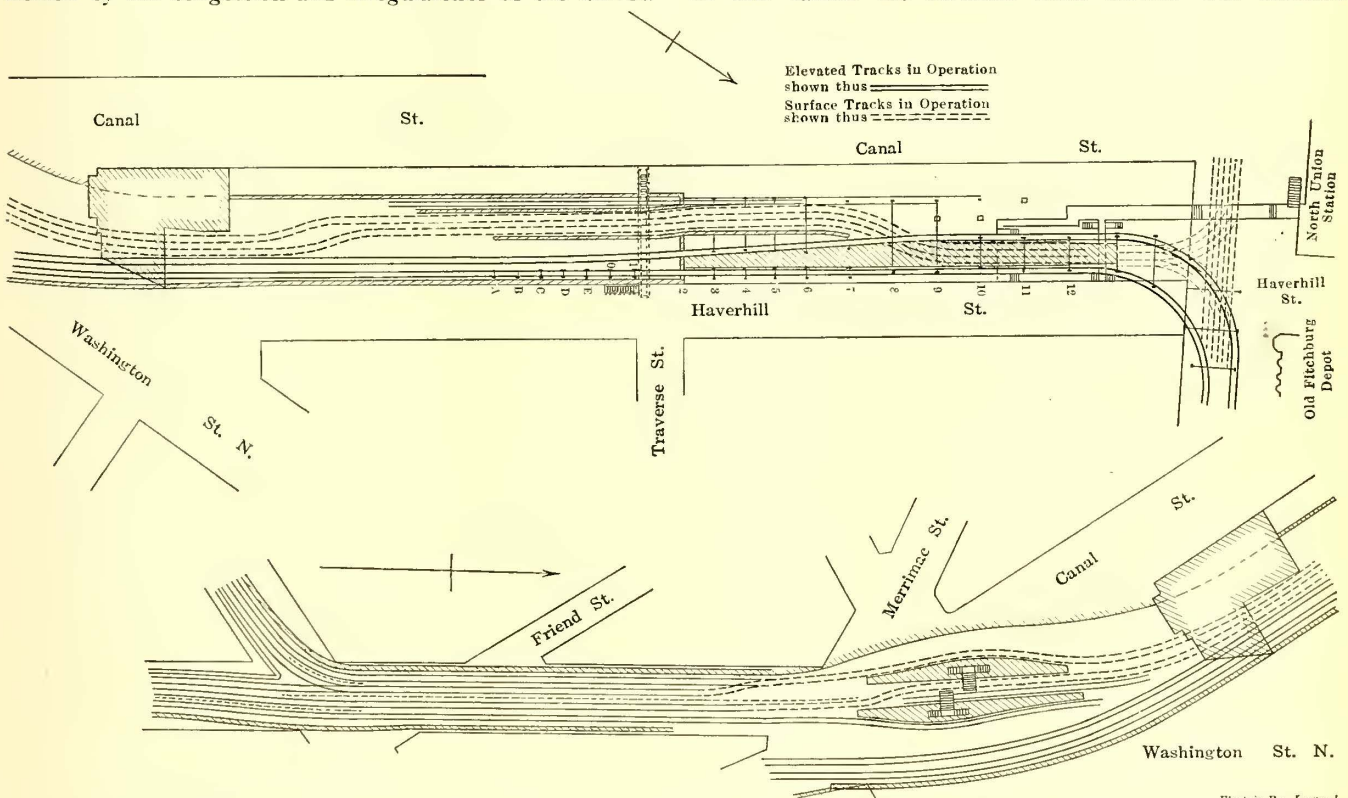 Elevated Tracks in Operation
shown thus
Surface Tracks in Operation
shown thus
Canal St.
Canal St.
North Union
Station
Haverhill
St.
Old Fitchburg
Depot
A B C D E 0 1 2 3 4 5 6 7 8 9 10 11 12
Haverhill St.
Washington
St. N.
Traverse St.
Merrimac St.
Canal St.
Friend St.
Washington St. N.